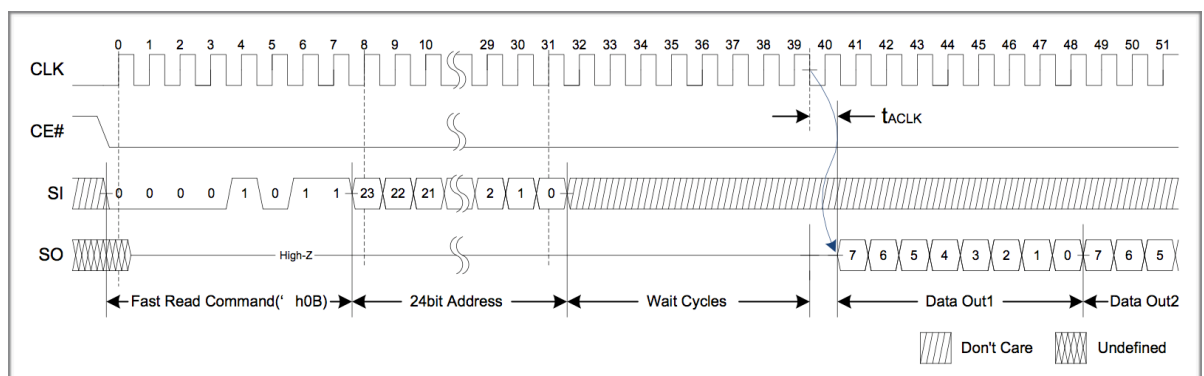 0 1 2 3 4 5 6 7 8 9 10 29 30 31 32 33 34 35 36 37 38 39 40 41 42 43 44 45 46 47 48 49 50 51
CLK
tACLK
CE#
SI 0 0 0 0 1 0 1 1 23 22 21 2 1 0
SO High-Z 7 6 5 4 3 2 1 0 7 6 5
Fast Read Command(‘ h0B) 24bit Address Wait Cycles Data Out1 Data Out2
Don't Care Undefined